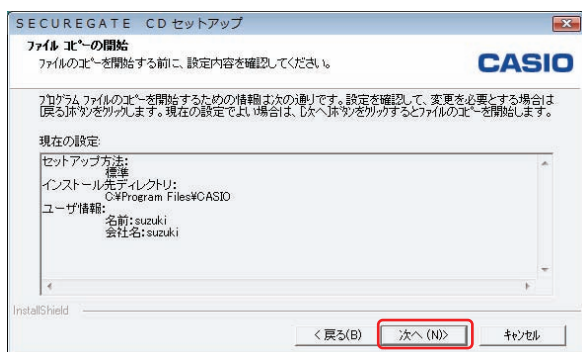 SECUREGATE CD セットアップ
ファイル コピーの開始
ファイルのコピーを開始する前に、設定内容を確認してください。
CASIO
プログラム ファイルのコピーを開始するための情報は次の通りです。設定を確認して、変更を必要とする場合は
[戻る]ボタンをクリックします。現在の設定でよい場合は、[次へ]ボタンをクリックするとファイルのコピーを開始します。
現在の設定:
セットアップ方法:
標準
インストール先ディレクトリ:
C:¥Program Files¥CASIO
ユーザ情報:
名前:suzuki
会社名:suzuki
InstallShield
< 戻る(B)
次へ (N)>
キャンセル